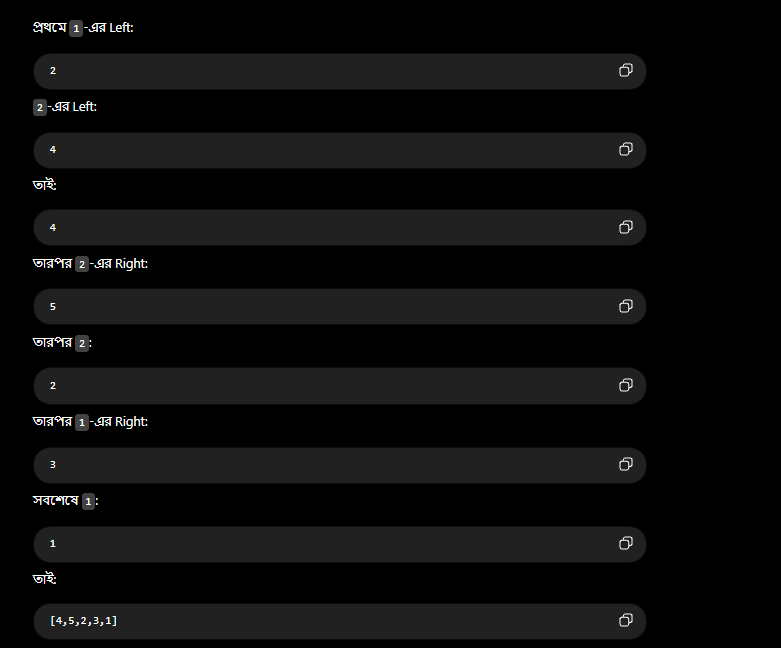 প্রথমে 1-এর Left:
2
2-এর Left:
4
তাই:
4
তারপর 2-এর Right:
5
তারপর 2:
2
তারপর 1-এর Right:
3
সবশেষে 1:
1
তাই:
[4,5,2,3,1]